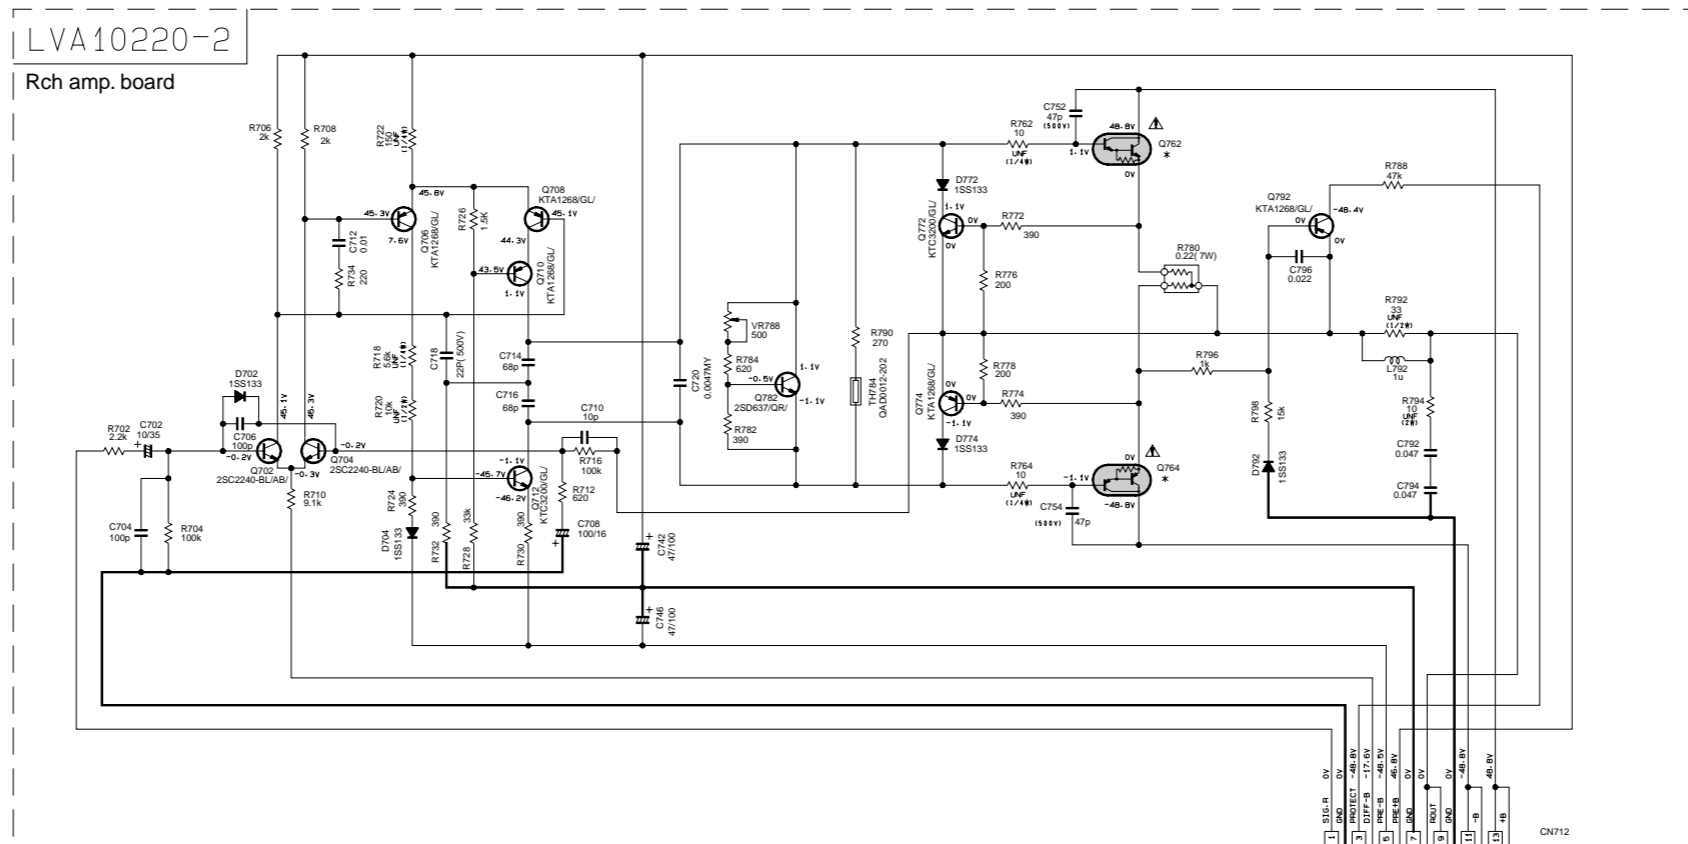 LVA10220-2
Rch amp. board
R706
2k
R708
2k
R722
150
UNF
(1/4W)
45.8V
45.3V
7.6V
Q706
KTA1268/GL/
C712
0.01
R734
220
R726
1.5K
Q708
KTA1268/GL/
45.1V
44.3V
43.5V
1.1V
Q710
KTA1268/GL/
R718
5.6k
UNF
(1/4W)
C718
22P(500V)
C714
68p
C716
68p
R720
10k
UNF
(1/2W)
D702
1SS133
45.1V
45.3V
R702
2.2k
C702
10/35
+
C706
100p
-0.2V
Q702
2SC2240-BL/AB/
-0.2V
Q704
2SC2240-BL/AB/
-0.3V
R710
9.1k
C704
100p
R704
100k
R724
390
D704
1SS133
R732
390
R728
33k
R730
390
-1.1V
-45.7V
-46.2V
Q712
KTC3200/GL/
C710
10p
R716
100k
R712
620
C708
100/16
+
C742
47/100
+
C746
47/100
+
C720
0.0047MY
VR788
500
R784
620
-0.5V
Q782
2SD637/QR/
1.1V
-1.1V
R782
390
R790
270
TH784
QAD0012-202
D772
1SS133
1.1V
Q772
KTC3200/GL/
0V
0V
R772
390
R776
200
R778
200
R774
390
Q774
KTA1268/GL/
0V
0V
-1.1V
D774
1SS133
R762
10
UNF
(1/4W)
C752
47p
(500V)
48.8V
1.1V
Q762
*
0V
R764
10
UNF
(1/4W)
C754
(500V)
47p
0V
-1.1V
-48.8V
Q764
*
R780
0.22( 7W)
Q792
KTA1268/GL/
0V
-48.4V
0V
R788
47k
C796
0.022
R796
1k
R798
15k
D792
1SS133
R792
33
UNF
(1/2W)
L792
1u
R794
10
UNF
(2W)
C792
0.047
C794
0.047
SIG.R 0V
GND 0V
PROTECT -48.8V
DIFF-B -17.6V
PRE-B -48.5V
PRE+B 46.8V
GND 0V
ROUT 0V
GND 0V
-B -48.8V
+B 48.8V
1
3
5
7
9
11
13
CN712